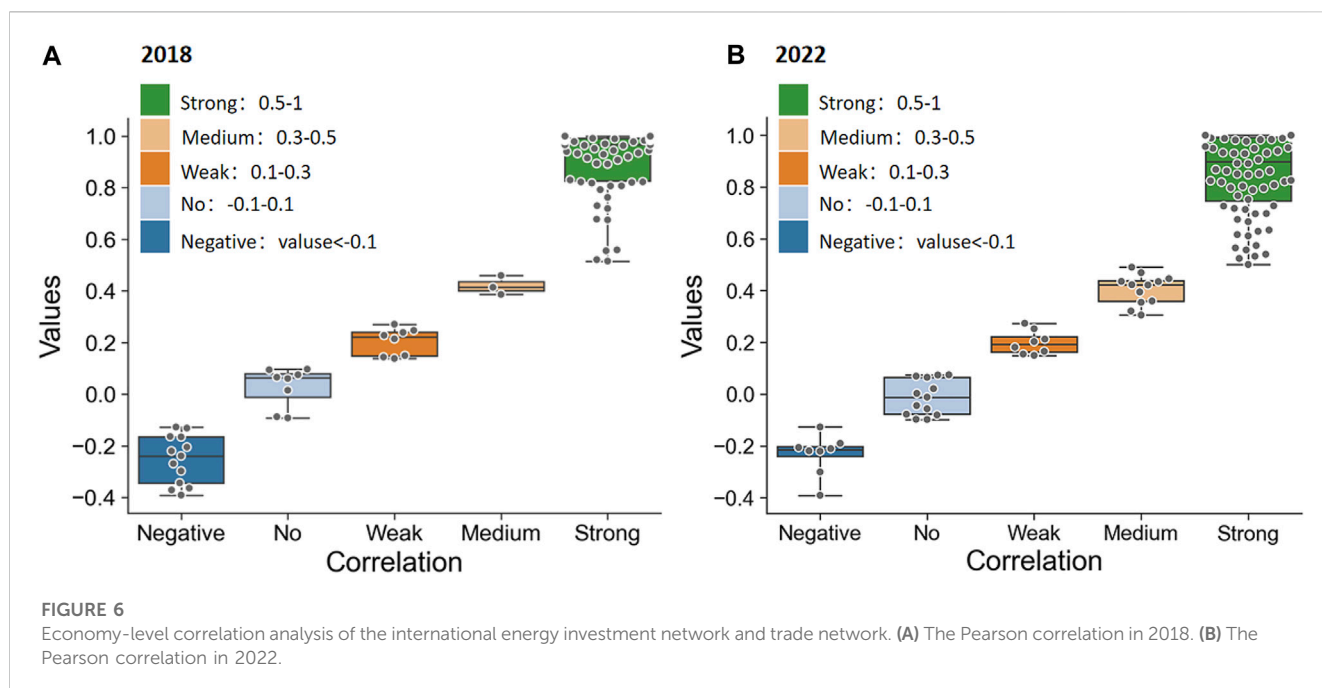 A 2018
Strong：0.5-1
Medium：0.3-0.5
Weak：0.1-0.3
No：-0.1-0.1
Negative：valuse<-0.1
1.0
0.8
0.6
0.4
0.2
0.0
−0.2
−0.4
Values
Negative No Weak Medium Strong
Correlation
B 2022
Strong：0.5-1
Medium：0.3-0.5
Weak：0.1-0.3
No：-0.1-0.1
Negative：valuse<-0.1
1.0
0.8
0.6
0.4
0.2
0.0
−0.2
−0.4
Values
Negative No Weak Medium Strong
Correlation
FIGURE 6
Economy-level correlation analysis of the international energy investment network and trade network. (A) The Pearson correlation in 2018. (B) The
Pearson correlation in 2022.